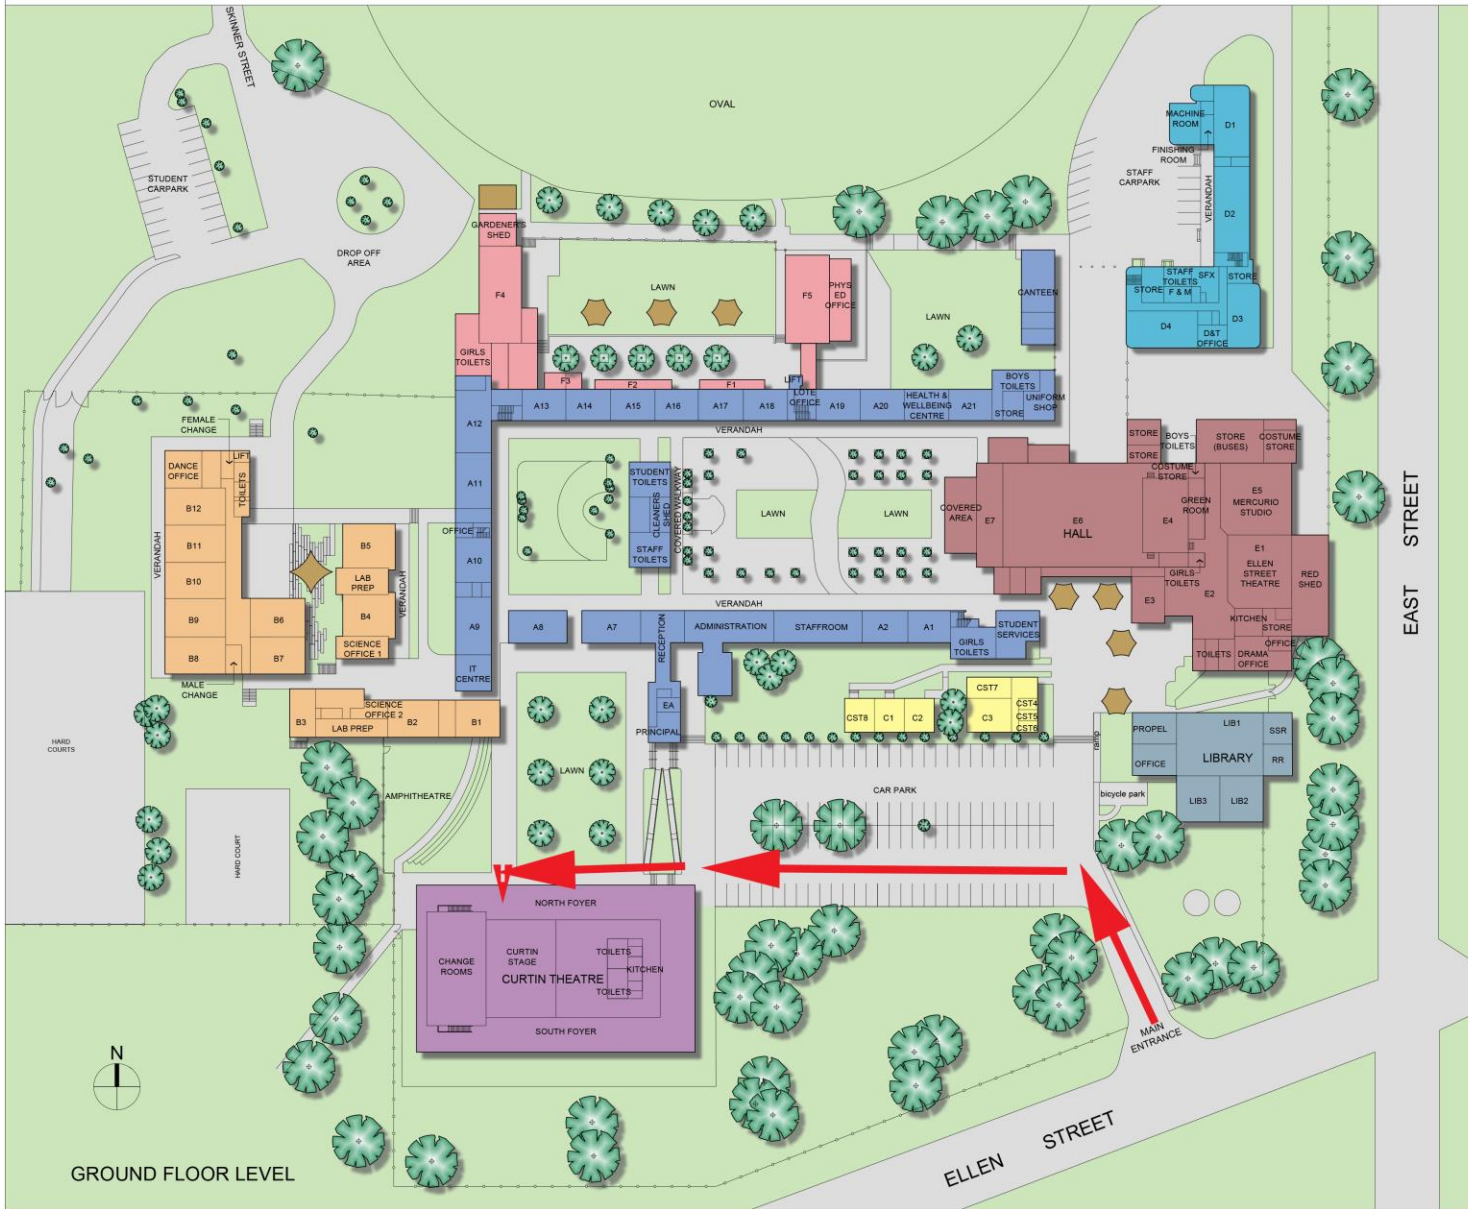 SKINNER STREET
OVAL
STUDENT
CARPARK
DROP OFF
AREA
GARDENER'S
SHED
F4
GIRLS
TOILETS
LAWN
F5
PHYS
ED
OFFICE
LAWN
CANTEEN
MACHINE
ROOM
D1
FINISHING
ROOM
STAFF
CARPARK
VERANDAH
D2
STAFF
TOILETS
F & M
SFX
STORE
STORE
D4
D3
D&T
OFFICE
F3
F2
F1
LIFT
BOYS
TOILETS
A12
A13
A14
A15
A16
A17
A18
LOTE
OFFICE
A19
A20
HEALTH &
WELLBEING
CENTRE
A21
STORE
UNIFORM
SHOP
VERANDAH
FEMALE
CHANGE
DANCE
OFFICE
LIFT
TOILETS
B12
B11
B10
B9
B8
B6
B7
VERANDAH
MALE
CHANGE
B5
LAB
PREP
B4
SCIENCE
OFFICE 1
VERANDAH
A11
OFFICE
A10
A9
IT
CENTRE
STUDENT
TOILETS
CLEANERS
SHED
STAFF
TOILETS
COVERED WALKWAY
LAWN
LAWN
COVERED
AREA
E7
E6
HALL
E4
STORE
STORE
BOYS
TOILETS
COSTUME
STORE
GREEN
ROOM
STORE
(BUSES)
COSTUME
STORE
E5
MERCURIO
STUDIO
E1
ELLEN
STREET
THEATRE
RED
SHED
GIRLS
TOILETS
E2
E3
KITCHEN
STORE
OFFICE
TOILETS
DRAMA
OFFICE
EAST STREET
VERANDAH
A8
A7
RECEPTION
ADMINISTRATION
STAFFROOM
A2
A1
GIRLS
TOILETS
STUDENT
SERVICES
EA
PRINCIPAL
SCIENCE
OFFICE 2
B3
LAB PREP
B2
B1
CST8
C1
C2
CST7
C3
CST4
CST5
CST6
ramp
PROPEL
OFFICE
LIB1
LIBRARY
SSR
RR
LIB3
LIB2
bicycle park
HARD
COURTS
HARD COURT
AMPHITHEATRE
LAWN
CAR PARK
NORTH FOYER
CHANGE
ROOMS
CURTIN
STAGE
CURTIN THEATRE
TOILETS
KITCHEN
TOILETS
SOUTH FOYER
MAIN
ENTRANCE
N
GROUND FLOOR LEVEL
ELLEN STREET